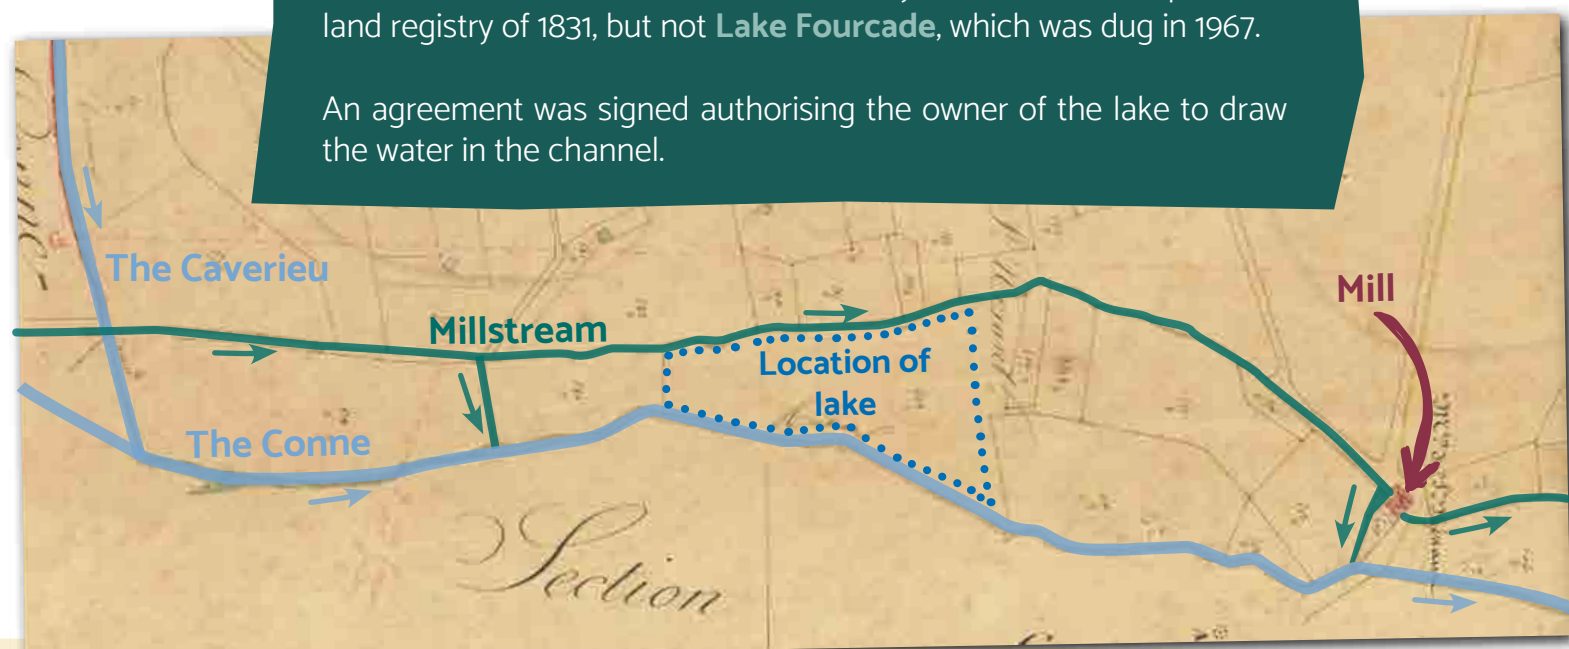 land registry of 1831, but not Lake Fourcade, which was dug in 1967.
An agreement was signed authorising the owner of the lake to draw
the water in the channel.
The Caverieu
Mill
Millstream
Location of
lake
The Conne
Section